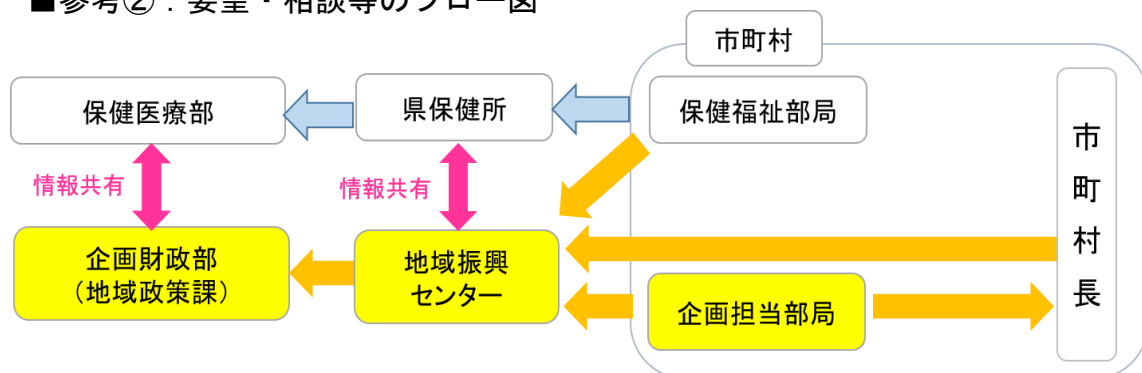 ■参考②：要望・相談等のフロー図
市町村
保健医療部
県保健所
保健福祉部局
市町村長
情報共有
情報共有
企画財政部
（地域政策課）
地域振興
センター
企画担当部局